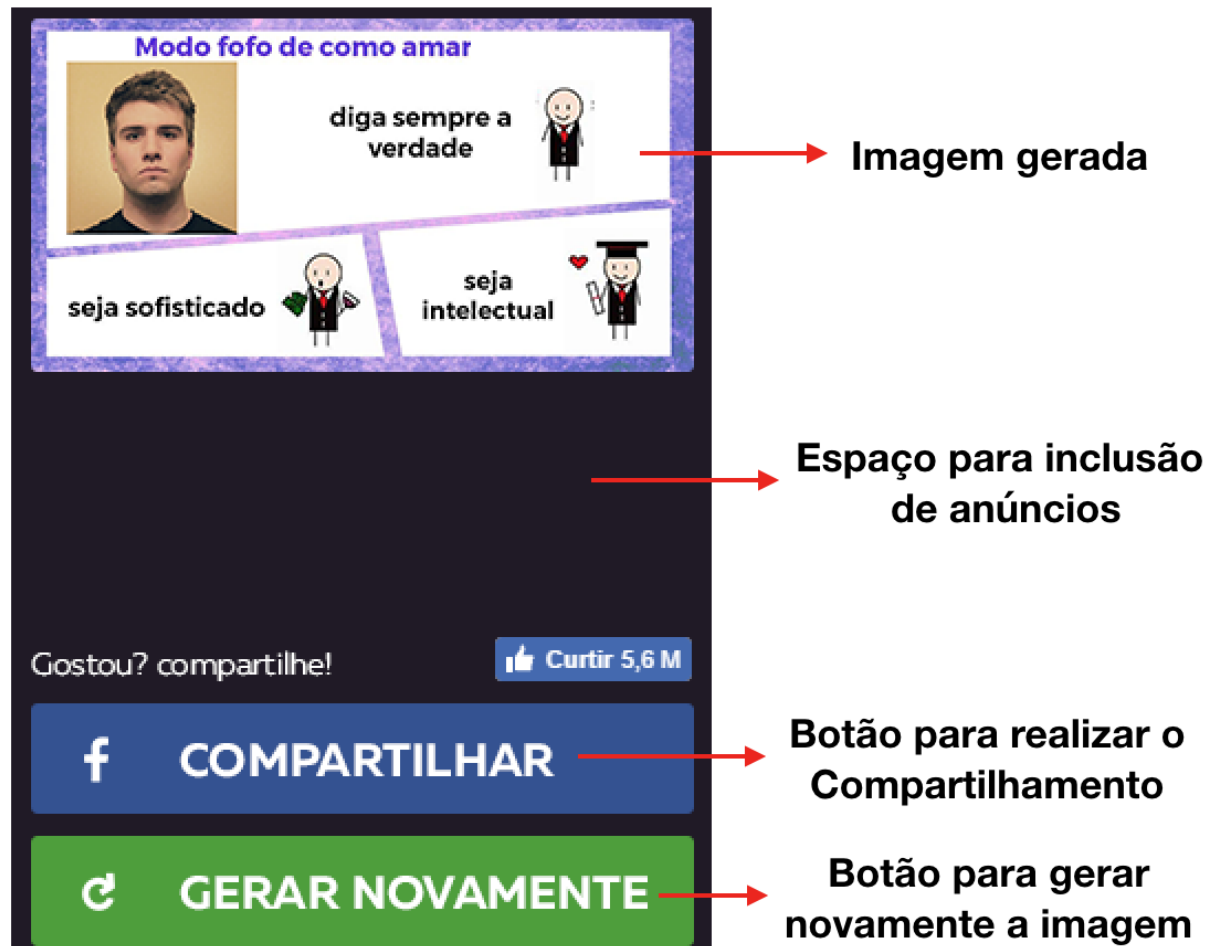 Modo fofo de como amar
diga sempre a
verdade
seja sofisticado
seja
intelectual
Imagem gerada
Espaço para inclusão
de anúncios
Gostou? compartilhe!
Curtir 5,6 M
COMPARTILHAR
Botão para realizar o
Compartilhamento
GERAR NOVAMENTE
Botão para gerar
novamente a imagem